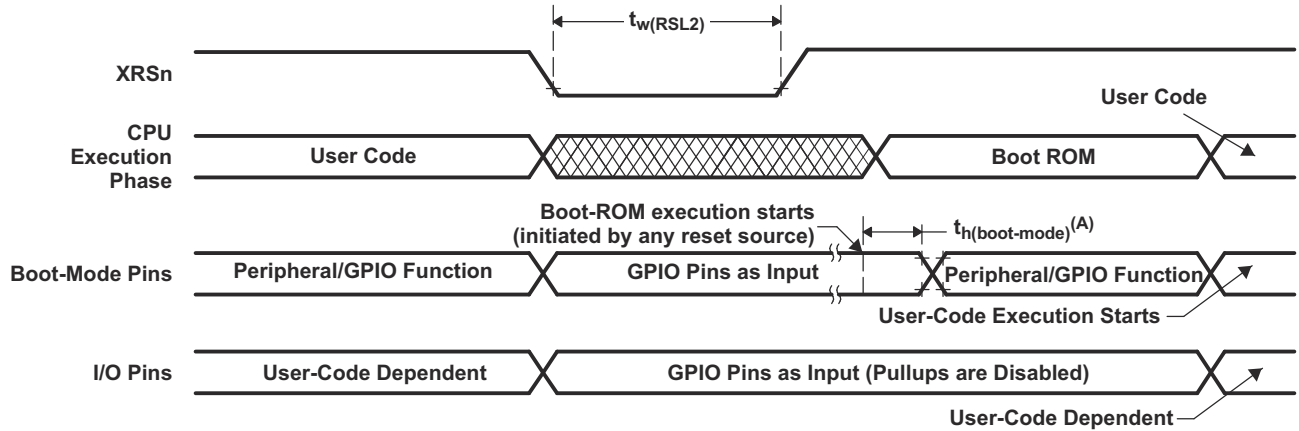 tw(RSL2)
XRSn
User Code
CPU
Execution
Phase
User Code
Boot ROM
Boot-ROM execution starts
(initiated by any reset source)
th(boot-mode)(A)
Boot-Mode Pins
Peripheral/GPIO Function
GPIO Pins as Input
Peripheral/GPIO Function
User-Code Execution Starts
I/O Pins
User-Code Dependent
GPIO Pins as Input (Pullups are Disabled)
User-Code Dependent